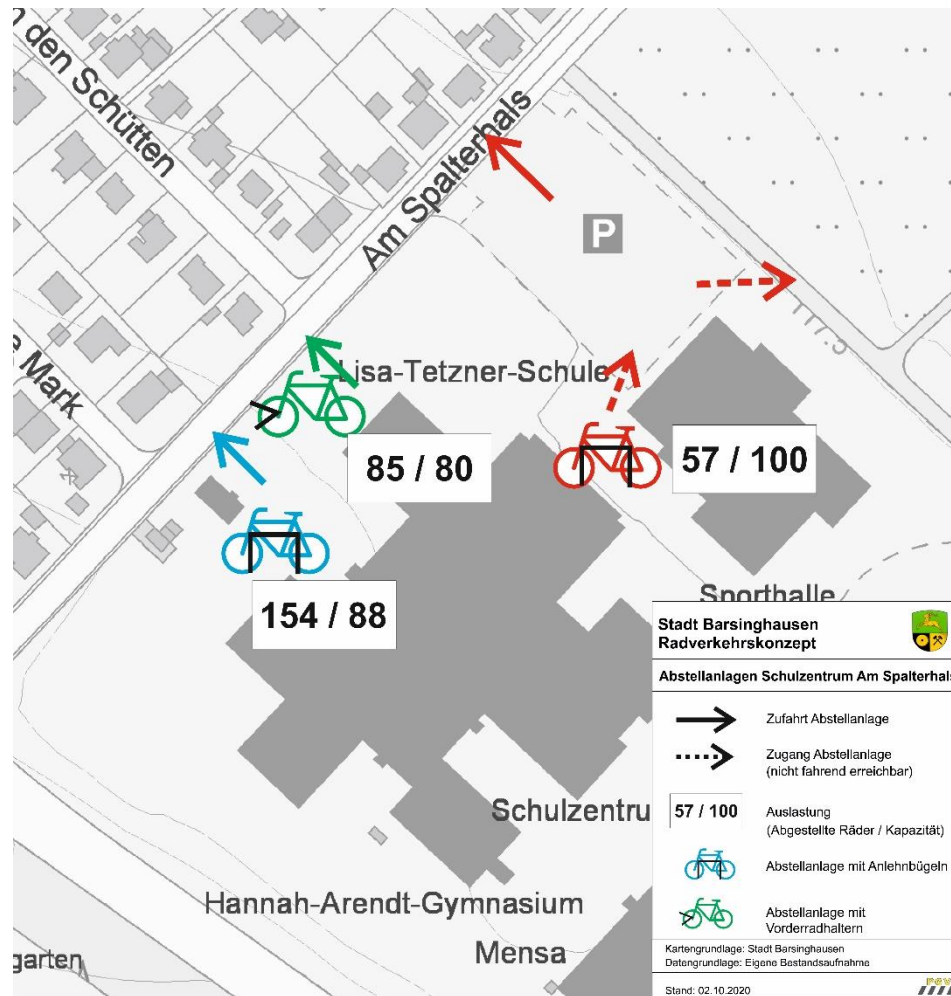 n den Schütten
Am Spalterhals
P
e Mark
Lisa-Tetzner-Schule
85 / 80
57 / 100
154 / 88
Sporthalle
Schulzentru
Hannah-Arendt-Gymnasium
Mensa
garten
Stadt Barsinghausen
Radverkehrskonzept
Abstellanlagen Schulzentrum Am Spalterhals
Zufahrt Abstellanlage
Zugang Abstellanlage
(nicht fahrend erreichbar)
57 / 100
Auslastung
(Abgestellte Räder / Kapazität)
Abstellanlage mit Anlehnbügeln
Abstellanlage mit
Vorderradhaltern
Kartengrundlage: Stadt Barsinghausen
Datengrundlage: Eigene Bestandsaufnahme
Stand: 02.10.2020
PGV